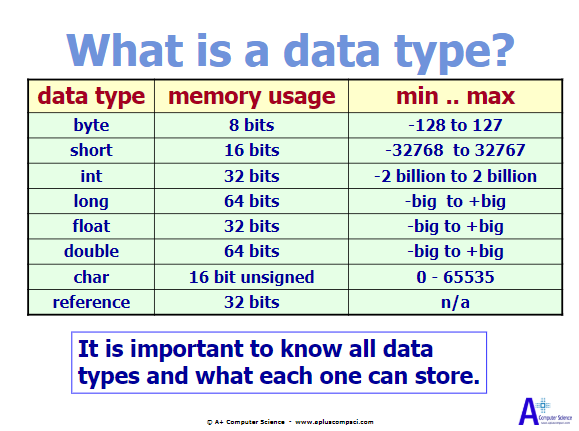 What is a data type?
data type memory usage min .. max
byte 8 bits -128 to 127
short 16 bits -32768 to 32767
int 32 bits -2 billion to 2 billion
long 64 bits -big to +big
float 32 bits -big to +big
double 64 bits -big to +big
char 16 bit unsigned 0 - 65535
reference 32 bits n/a
It is important to know all data
types and what each one can store.
A
Computer Science
www.apluscompsci.com
© A+ Computer Science - www.apluscompsci.com